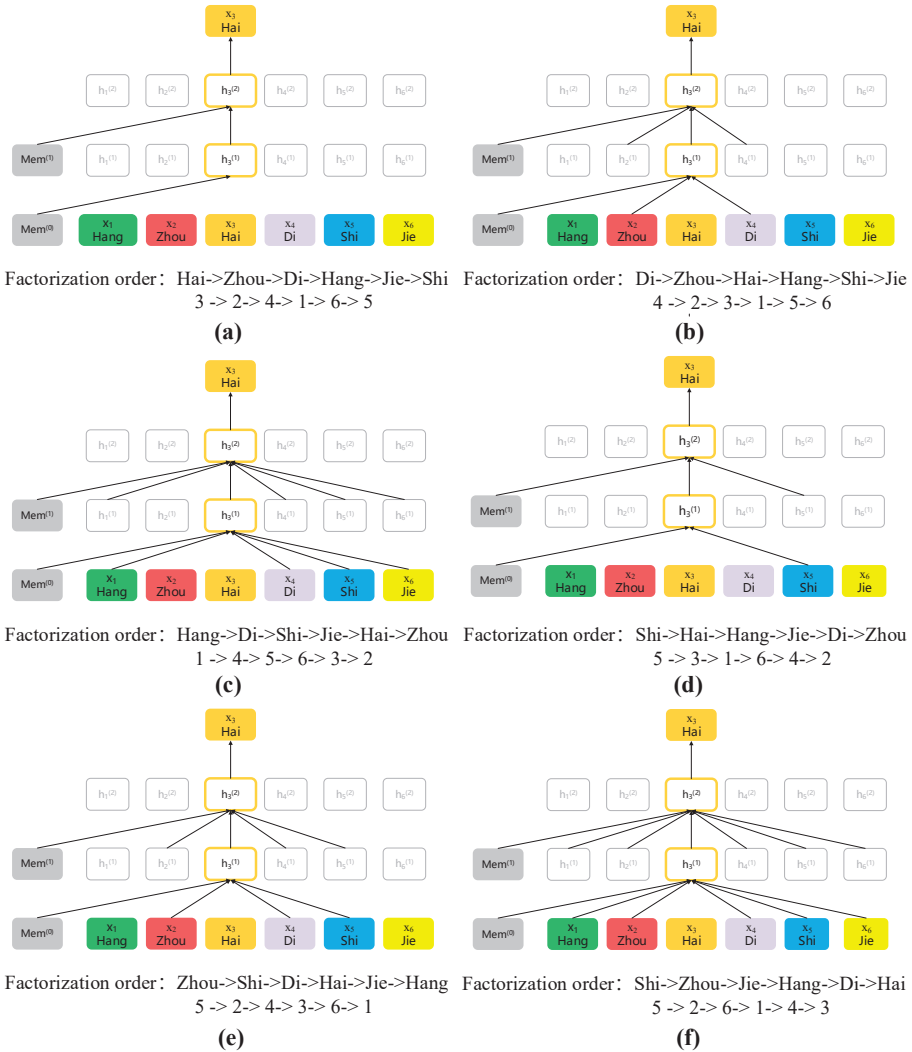 x₃
Hai
h₁⁽²⁾ h₂⁽²⁾ h₃⁽²⁾ h₄⁽²⁾ h₅⁽²⁾ h₆⁽²⁾
Mem⁽¹⁾ h₁⁽¹⁾ h₂⁽¹⁾ h₃⁽¹⁾ h₄⁽¹⁾ h₅⁽¹⁾ h₆⁽¹⁾
x₁ x₂ x₃ x₄ x₅ x₆
Mem⁽⁰⁾ Hang Zhou Hai Di Shi Jie
Factorization order: Hai->Zhou->Di->Hang->Jie->Shi
3 -> 2-> 4-> 1-> 6-> 5
(a)
x₃
Hai
h₁⁽²⁾ h₂⁽²⁾ h₃⁽²⁾ h₄⁽²⁾ h₅⁽²⁾ h₆⁽²⁾
Mem⁽¹⁾ h₁⁽¹⁾ h₂⁽¹⁾ h₃⁽¹⁾ h₄⁽¹⁾ h₅⁽¹⁾ h₆⁽¹⁾
x₁ x₂ x₃ x₄ x₅ x₆
Mem⁽⁰⁾ Hang Zhou Hai Di Shi Jie
Factorization order: Di->Zhou->Hai->Hang->Shi->Jie
4 -> 2-> 3-> 1-> 5-> 6
(b)
x₃
Hai
h₁⁽²⁾ h₂⁽²⁾ h₃⁽²⁾ h₄⁽²⁾ h₅⁽²⁾ h₆⁽²⁾
Mem⁽¹⁾ h₁⁽¹⁾ h₂⁽¹⁾ h₃⁽¹⁾ h₄⁽¹⁾ h₅⁽¹⁾ h₆⁽¹⁾
x₁ x₂ x₃ x₄ x₅ x₆
Mem⁽⁰⁾ Hang Zhou Hai Di Shi Jie
Factorization order: Hang->Di->Shi->Jie->Hai->Zhou
1 -> 4-> 5-> 6-> 3-> 2
(c)
x₃
Hai
h₁⁽²⁾ h₂⁽²⁾ h₃⁽²⁾ h₄⁽²⁾ h₅⁽²⁾ h₆⁽²⁾
Mem⁽¹⁾ h₁⁽¹⁾ h₂⁽¹⁾ h₃⁽¹⁾ h₄⁽¹⁾ h₅⁽¹⁾ h₆⁽¹⁾
x₁ x₂ x₃ x₄ x₅ x₆
Mem⁽⁰⁾ Hang Zhou Hai Di Shi Jie
Factorization order: Shi->Hai->Hang->Jie->Di->Zhou
5 -> 3-> 1-> 6-> 4-> 2
(d)
x₃
Hai
h₁⁽²⁾ h₂⁽²⁾ h₃⁽²⁾ h₄⁽²⁾ h₅⁽²⁾ h₆⁽²⁾
Mem⁽¹⁾ h₁⁽¹⁾ h₂⁽¹⁾ h₃⁽¹⁾ h₄⁽¹⁾ h₅⁽¹⁾ h₆⁽¹⁾
x₁ x₂ x₃ x₄ x₅ x₆
Mem⁽⁰⁾ Hang Zhou Hai Di Shi Jie
Factorization order: Zhou->Shi->Di->Hai->Jie->Hang
5 -> 2-> 4-> 3-> 6-> 1
(e)
x₃
Hai
h₁⁽²⁾ h₂⁽²⁾ h₃⁽²⁾ h₄⁽²⁾ h₅⁽²⁾ h₆⁽²⁾
Mem⁽¹⁾ h₁⁽¹⁾ h₂⁽¹⁾ h₃⁽¹⁾ h₄⁽¹⁾ h₅⁽¹⁾ h₆⁽¹⁾
x₁ x₂ x₃ x₄ x₅ x₆
Mem⁽⁰⁾ Hang Zhou Hai Di Shi Jie
Factorization order: Shi->Zhou->Jie->Hang->Di->Hai
5 -> 2-> 6-> 1-> 4-> 3
(f)